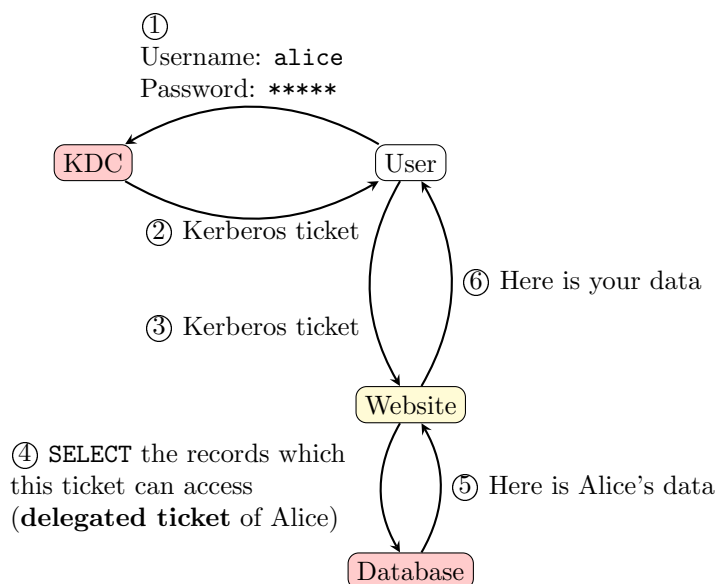 ①
Username: alice
Password: *****
KDC
User
② Kerberos ticket
⑥ Here is your data
③ Kerberos ticket
Website
④ SELECT the records which
this ticket can access
(delegated ticket of Alice)
⑤ Here is Alice's data
Database